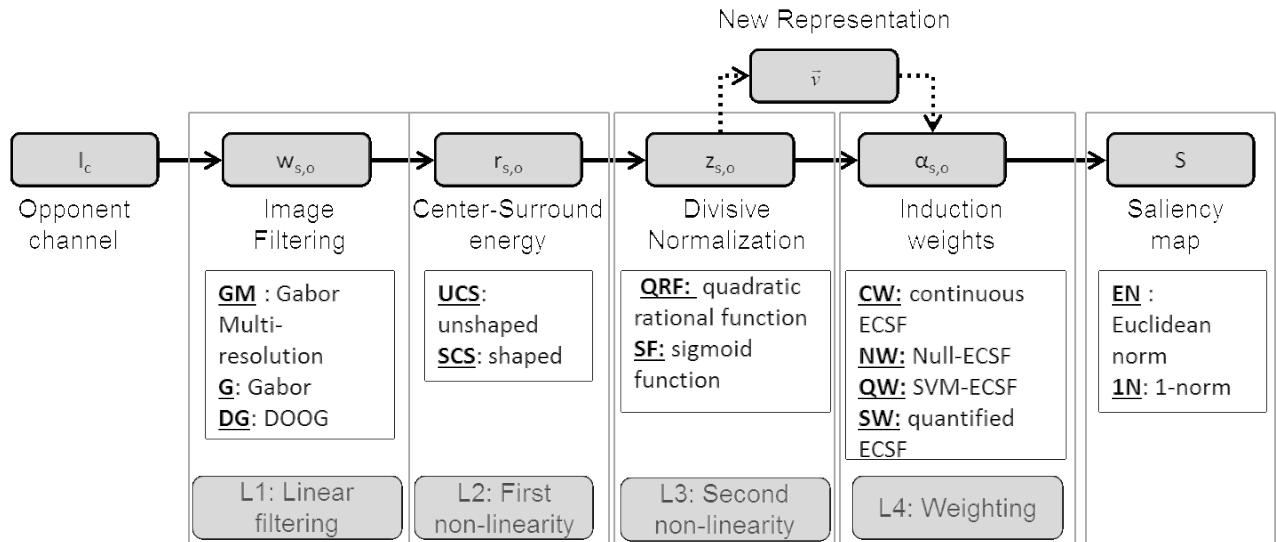 New Representation
v⃗
I_c
w_s,o
r_s,o
z_s,o
α_s,o
S
Opponent
channel
Image
Filtering
Center-Surround
energy
Divisive
Normalization
Induction
weights
Saliency
map
GM : Gabor
Multi-
resolution
G: Gabor
DG: DOOG
UCS:
unshaped
SCS: shaped
QRF: quadratic
rational function
SF: sigmoid
function
CW: continuous
ECSF
NW: Null-ECSF
QW: SVM-ECSF
SW: quantified
ECSF
EN :
Euclidean
norm
1N: 1-norm
L1: Linear
filtering
L2: First
non-linearity
L3: Second
non-linearity
L4: Weighting